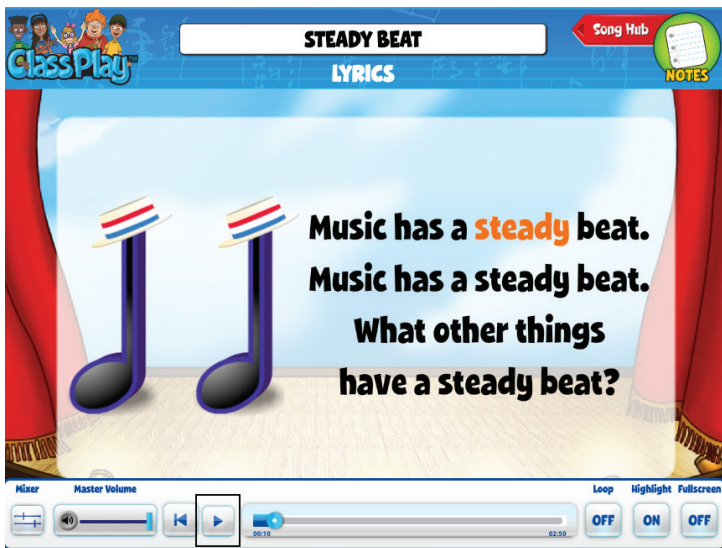 ClassPlay™
STEADY BEAT
LYRICS
Song Hub
NOTES
Music has a steady beat.
Music has a steady beat.
What other things
have a steady beat?
Mixer
Master Volume
Loop
Highlight
Fullscreen
00:10
02:50
OFF
ON
OFF